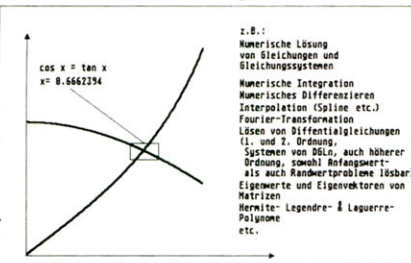 cos x = tan x
x= 0.6662394
z.B.:
Numerische Lösung
von Gleichungen und
Gleichungssystemen
Numerische Integration
Numerisches Differenzieren
Interpolation (Spline etc.)
Fourier-Transformation
Lösen von Diffentialgleichungen
(1. und 2. Ordnung,
Systemen von DGLn, auch höherer
Ordnung, sowohl Anfangswert-
als auch Randwertprobleme lösbar
Eigenwerte und Eigenvektoren von
Matrizen
Hermite- Legendre- & Laguerre-
Polynome
etc.